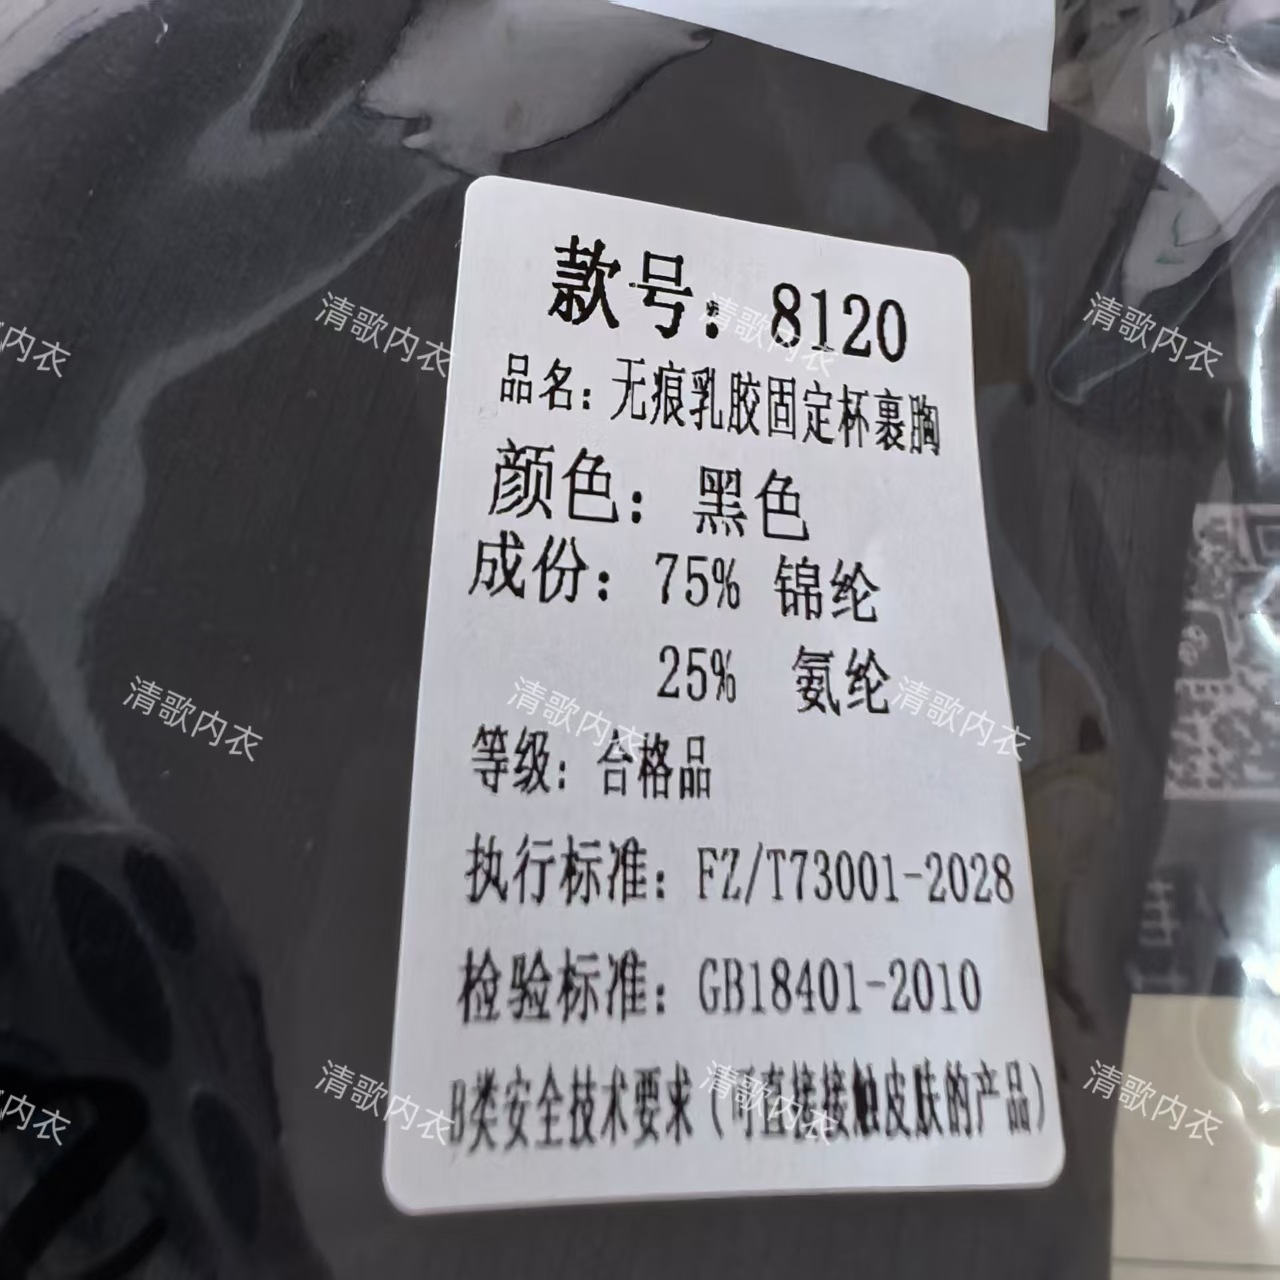 款号：8120
品名：无痕乳胶固定杯裹胸
颜色：黑色
成份：75% 锦纶
25% 氨纶
等级：合格品
执行标准：FZ/T73001-2028
检验标准：GB18401-2010
B类安全技术要求（可直接接触皮肤的产品）
清歌内衣
清歌内衣
清歌内衣
内衣
清歌内衣
清歌内衣
清歌内衣
清歌内衣
清歌内衣
清歌内衣
内衣